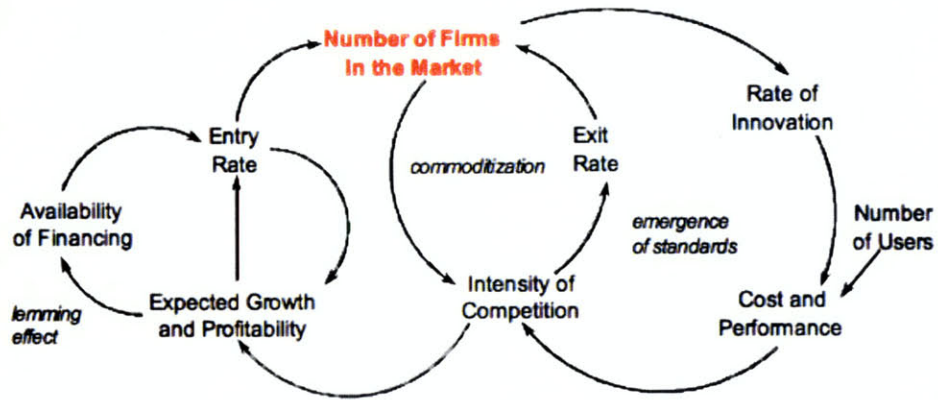 Number of Firms
In the Market
Rate of
Innovation
Entry
Rate
commoditization
Exit
Rate
Availability
of Financing
emergence
of standards
Number
of Users
lemming
effect
Expected Growth
and Profitability
Intensity of
Competition
Cost and
Performance